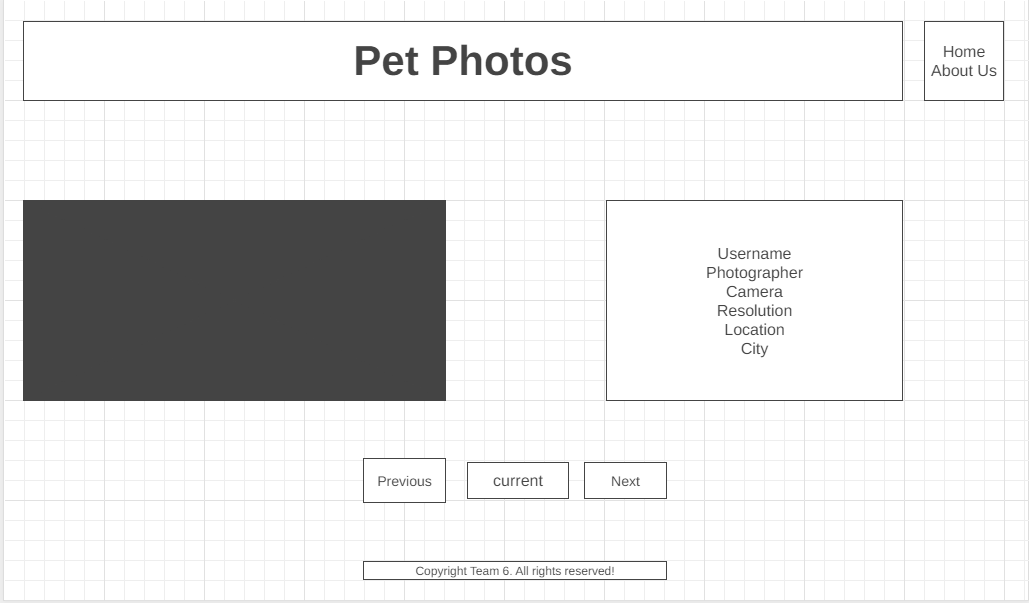 Pet Photos
Home
About Us
Username
Photographer
Camera
Resolution
Location
City
Previous
current
Next
Copyright Team 6. All rights reserved!